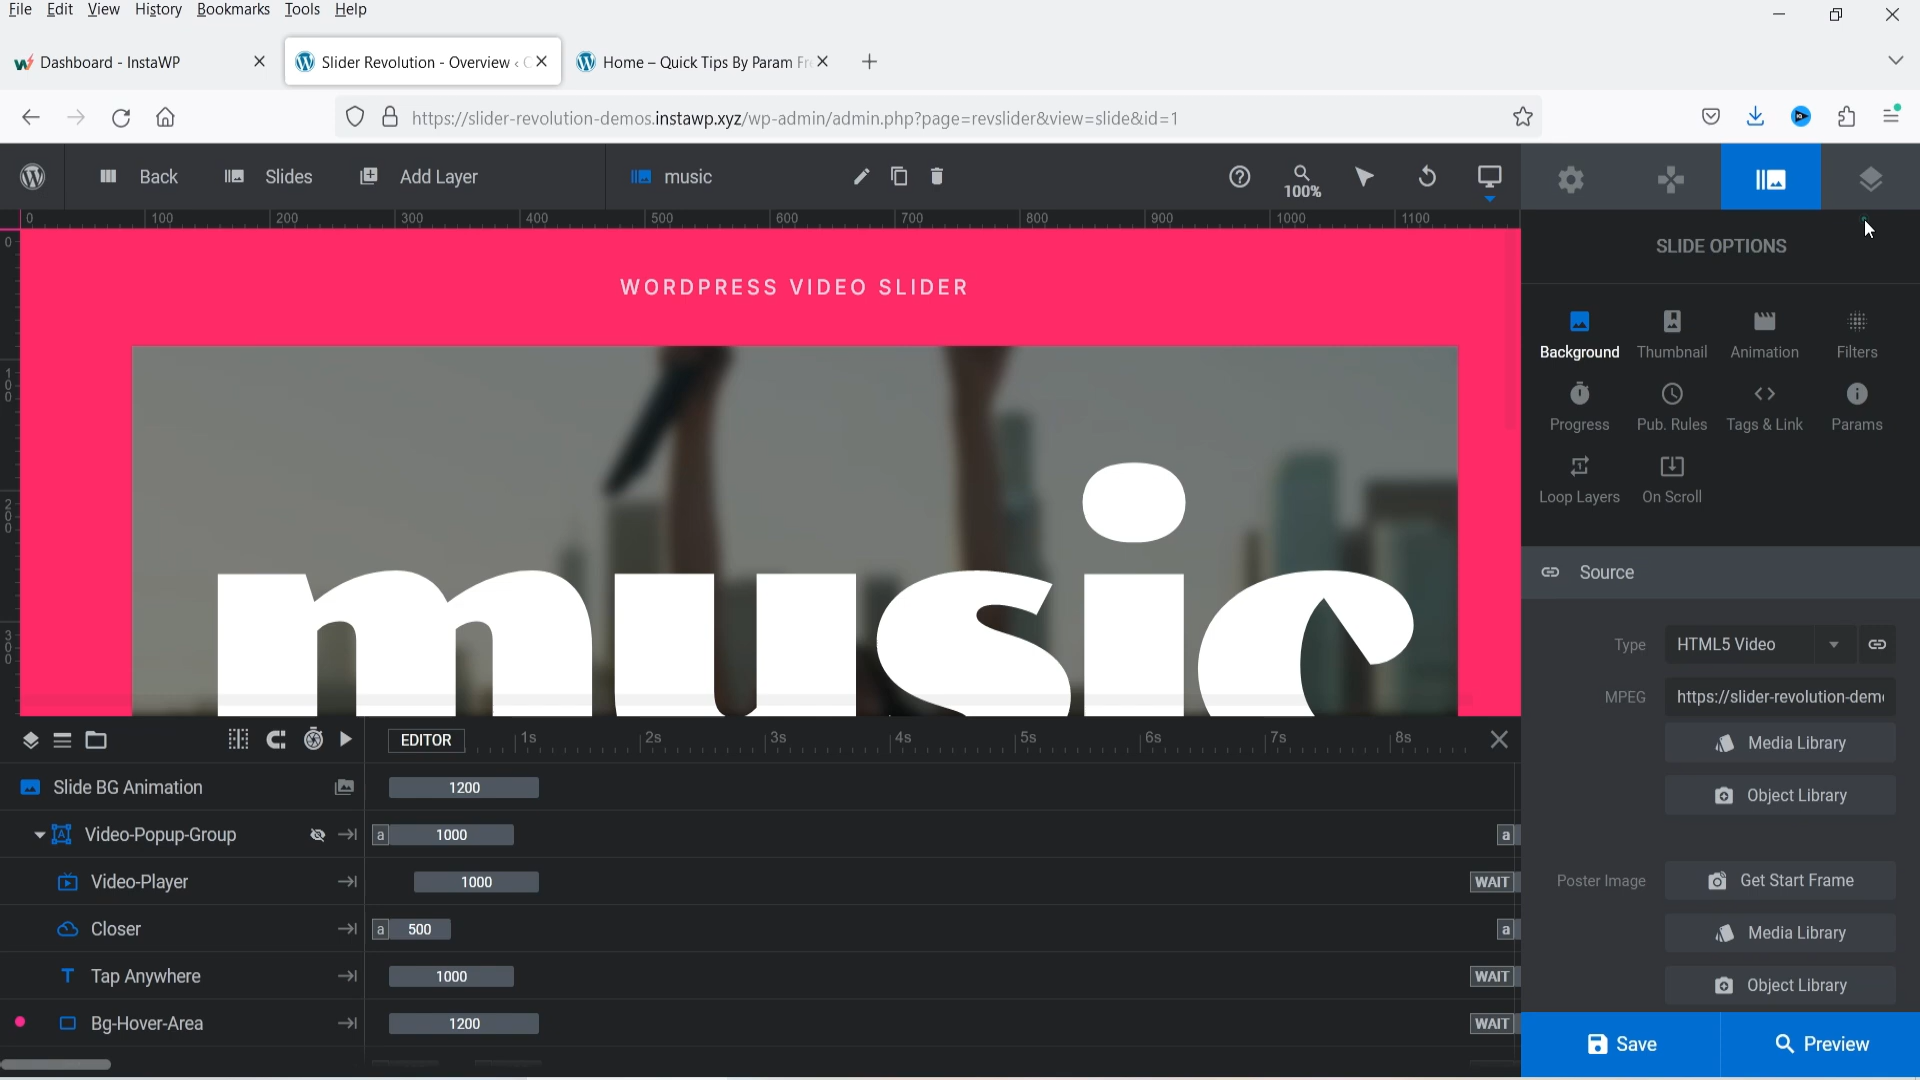 File Edit View History Bookmarks Tools Help
Dashboard - InstaWP
Slider Revolution - Overview ‹
Home – Quick Tips By Param
https://slider-revolution-demos.instawp.xyz/wp-admin/admin.php?page=revslider&view=slide&id=1
Back Slides Add Layer music 100%
0 100 200 300 400 500 600 700 800 900 1000 1100
0
100
200
300
SLIDE OPTIONS
WORDPRESS VIDEO SLIDER
music
Background Thumbnail Animation Filters
Progress Pub. Rules Tags & Link Params
Loop Layers On Scroll
Source
Type HTML5 Video
MPEG https://slider-revolution-dem
Media Library
Object Library
Poster Image Get Start Frame
Media Library
Object Library
Save Preview
EDITOR 1s 2s 3s 4s 5s 6s 7s 8s
Slide BG Animation 1200
Video-Popup-Group a 1000 a
Video-Player 1000 WAIT
Closer a 500 a
Tap Anywhere 1000 WAIT
Bg-Hover-Area 1200 WAIT